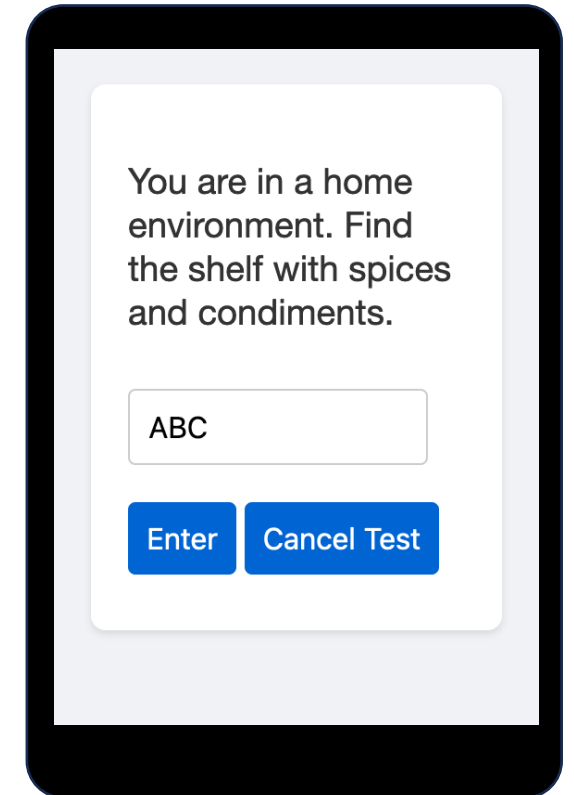 You are in a home
environment. Find
the shelf with spices
and condiments.
ABC
Enter
Cancel Test